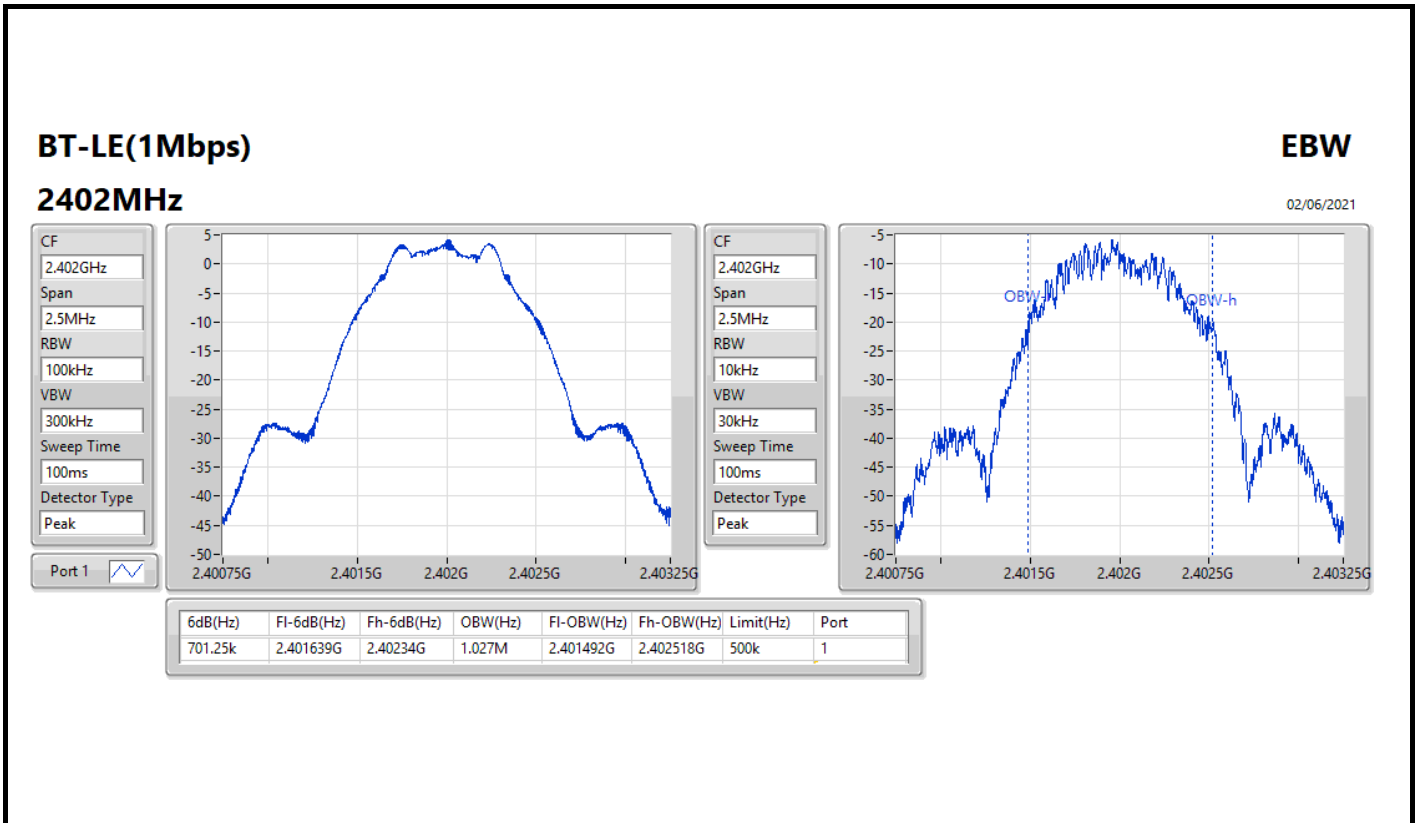 BT-LE(1Mbps)
EBW
2402MHz
02/06/2021
CF
2.402GHz
Span
2.5MHz
RBW
100kHz
VBW
300kHz
Sweep Time
100ms
Detector Type
Peak
Port 1
5
0
-5
-10
-15
-20
-25
-30
-35
-40
-45
-50
2.40075G 2.4015G 2.402G 2.4025G 2.40325G
CF
2.402GHz
Span
2.5MHz
RBW
10kHz
VBW
30kHz
Sweep Time
100ms
Detector Type
Peak
-5
-10
-15
-20
-25
-30
-35
-40
-45
-50
-55
-60
OBW-h
2.40075G 2.4015G 2.402G 2.4025G 2.40325G
6dB(Hz) Fl-6dB(Hz) Fh-6dB(Hz) OBW(Hz) Fl-OBW(Hz) Fh-OBW(Hz) Limit(Hz) Port
701.25k 2.401639G 2.40234G 1.027M 2.401492G 2.402518G 500k 1